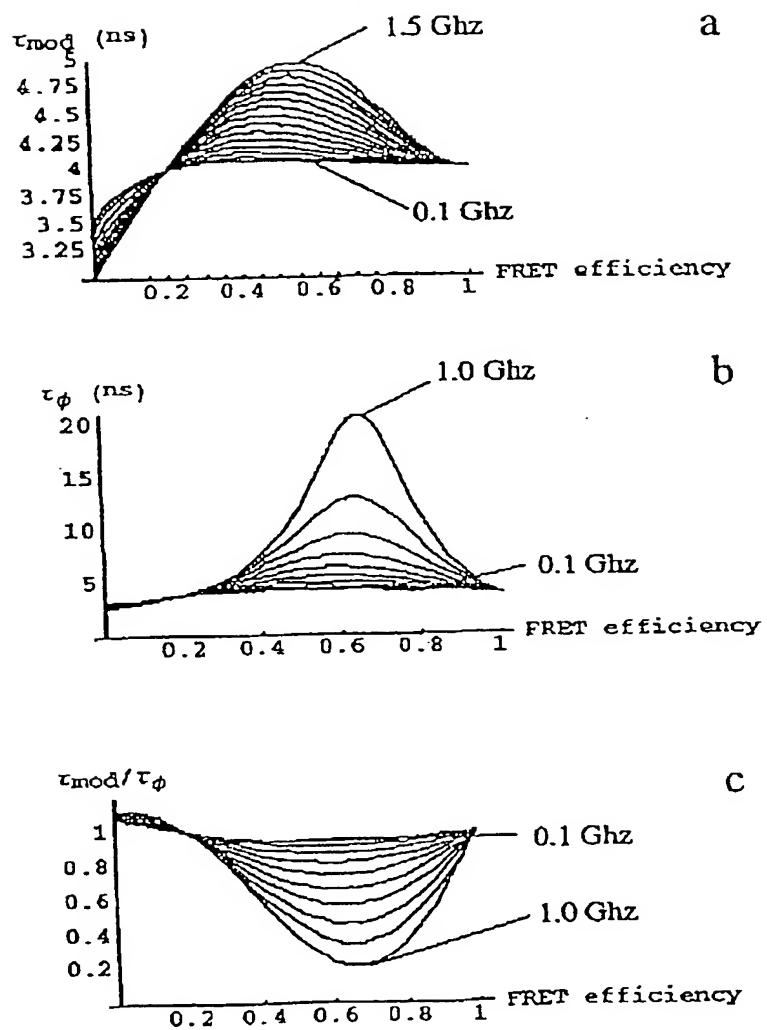 τmod (ns)
a
1.5 Ghz
5
4.75
4.5
4.25
4
3.75
3.5
3.25
0.1 Ghz
0.2 0.4 0.6 0.8 1
FRET efficiency
b
τϕ (ns)
1.0 Ghz
20
15
10
5
0.1 Ghz
0.2 0.4 0.6 0.8 1
FRET efficiency
c
τmod/τϕ
1
0.8
0.6
0.4
0.2
0.1 Ghz
1.0 Ghz
0.2 0.4 0.6 0.8 1
FRET efficiency